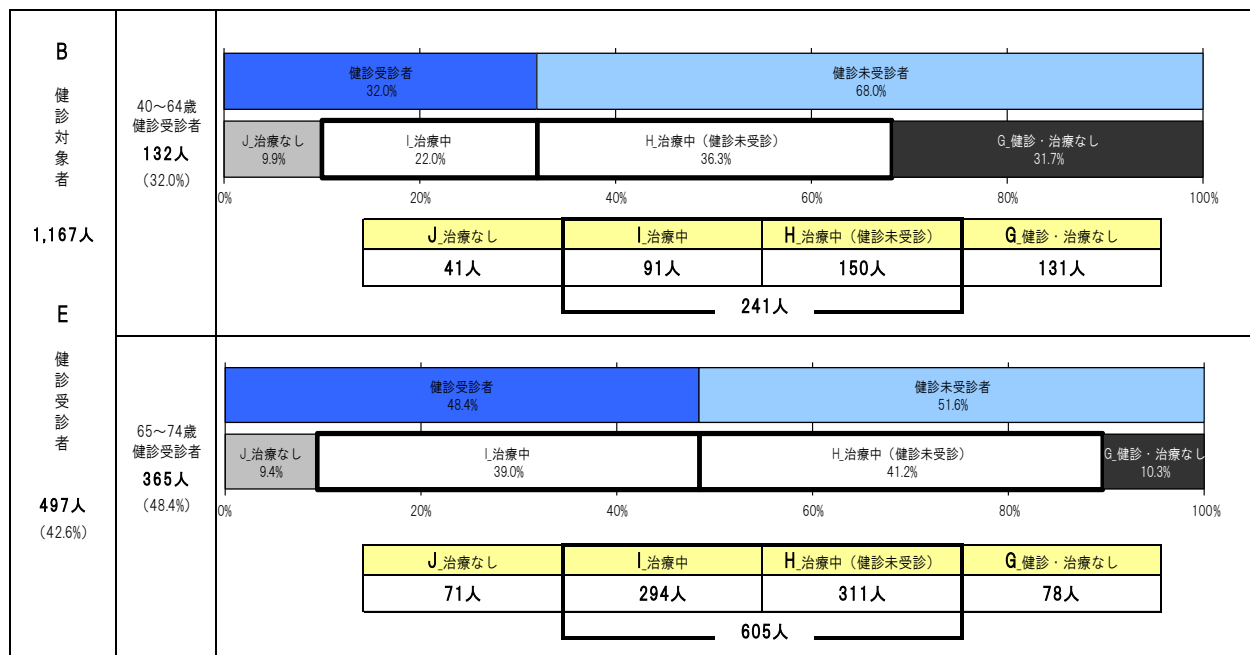 B
健
診
対
象
者
1,167人
E
健
診
受
診
者
497人
(42.6%)
40～64歳
健診受診者
132人
(32.0%)
健診受診者
32.0%
健診未受診者
68.0%
J_治療なし
9.9%
I_治療中
22.0%
H_治療中（健診未受診）
36.3%
G_健診・治療なし
31.7%
0% 20% 40% 60% 80% 100%
J_治療なし I_治療中 H_治療中（健診未受診） G_健診・治療なし
41人 91人 150人 131人
241人
65～74歳
健診受診者
365人
(48.4%)
健診受診者
48.4%
健診未受診者
51.6%
J_治療なし
9.4%
I_治療中
39.0%
H_治療中（健診未受診）
41.2%
G_健診・治療なし
10.3%
0% 20% 40% 60% 80% 100%
J_治療なし I_治療中 H_治療中（健診未受診） G_健診・治療なし
71人 294人 311人 78人
605人